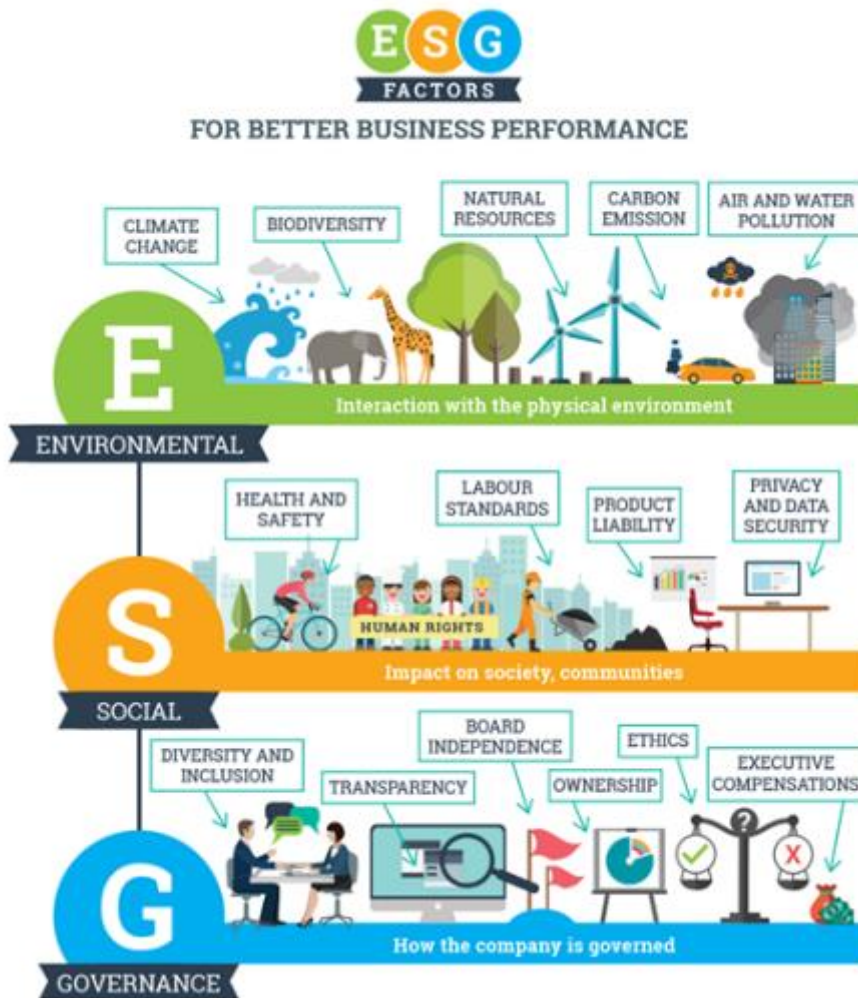 E S G
FACTORS
FOR BETTER BUSINESS PERFORMANCE
CLIMATE
CHANGE
BIODIVERSITY
NATURAL
RESOURCES
CARBON
EMISSION
AIR AND WATER
POLLUTION
E
Interaction with the physical environment
ENVIRONMENTAL
HEALTH AND
SAFETY
LABOUR
STANDARDS
PRODUCT
LIABILITY
PRIVACY
AND DATA
SECURITY
HUMAN RIGHTS
S
Impact on society, communities
SOCIAL
DIVERSITY AND
INCLUSION
TRANSPARENCY
BOARD
INDEPENDENCE
OWNERSHIP
ETHICS
EXECUTIVE
COMPENSATIONS
?
G
How the company is governed
GOVERNANCE